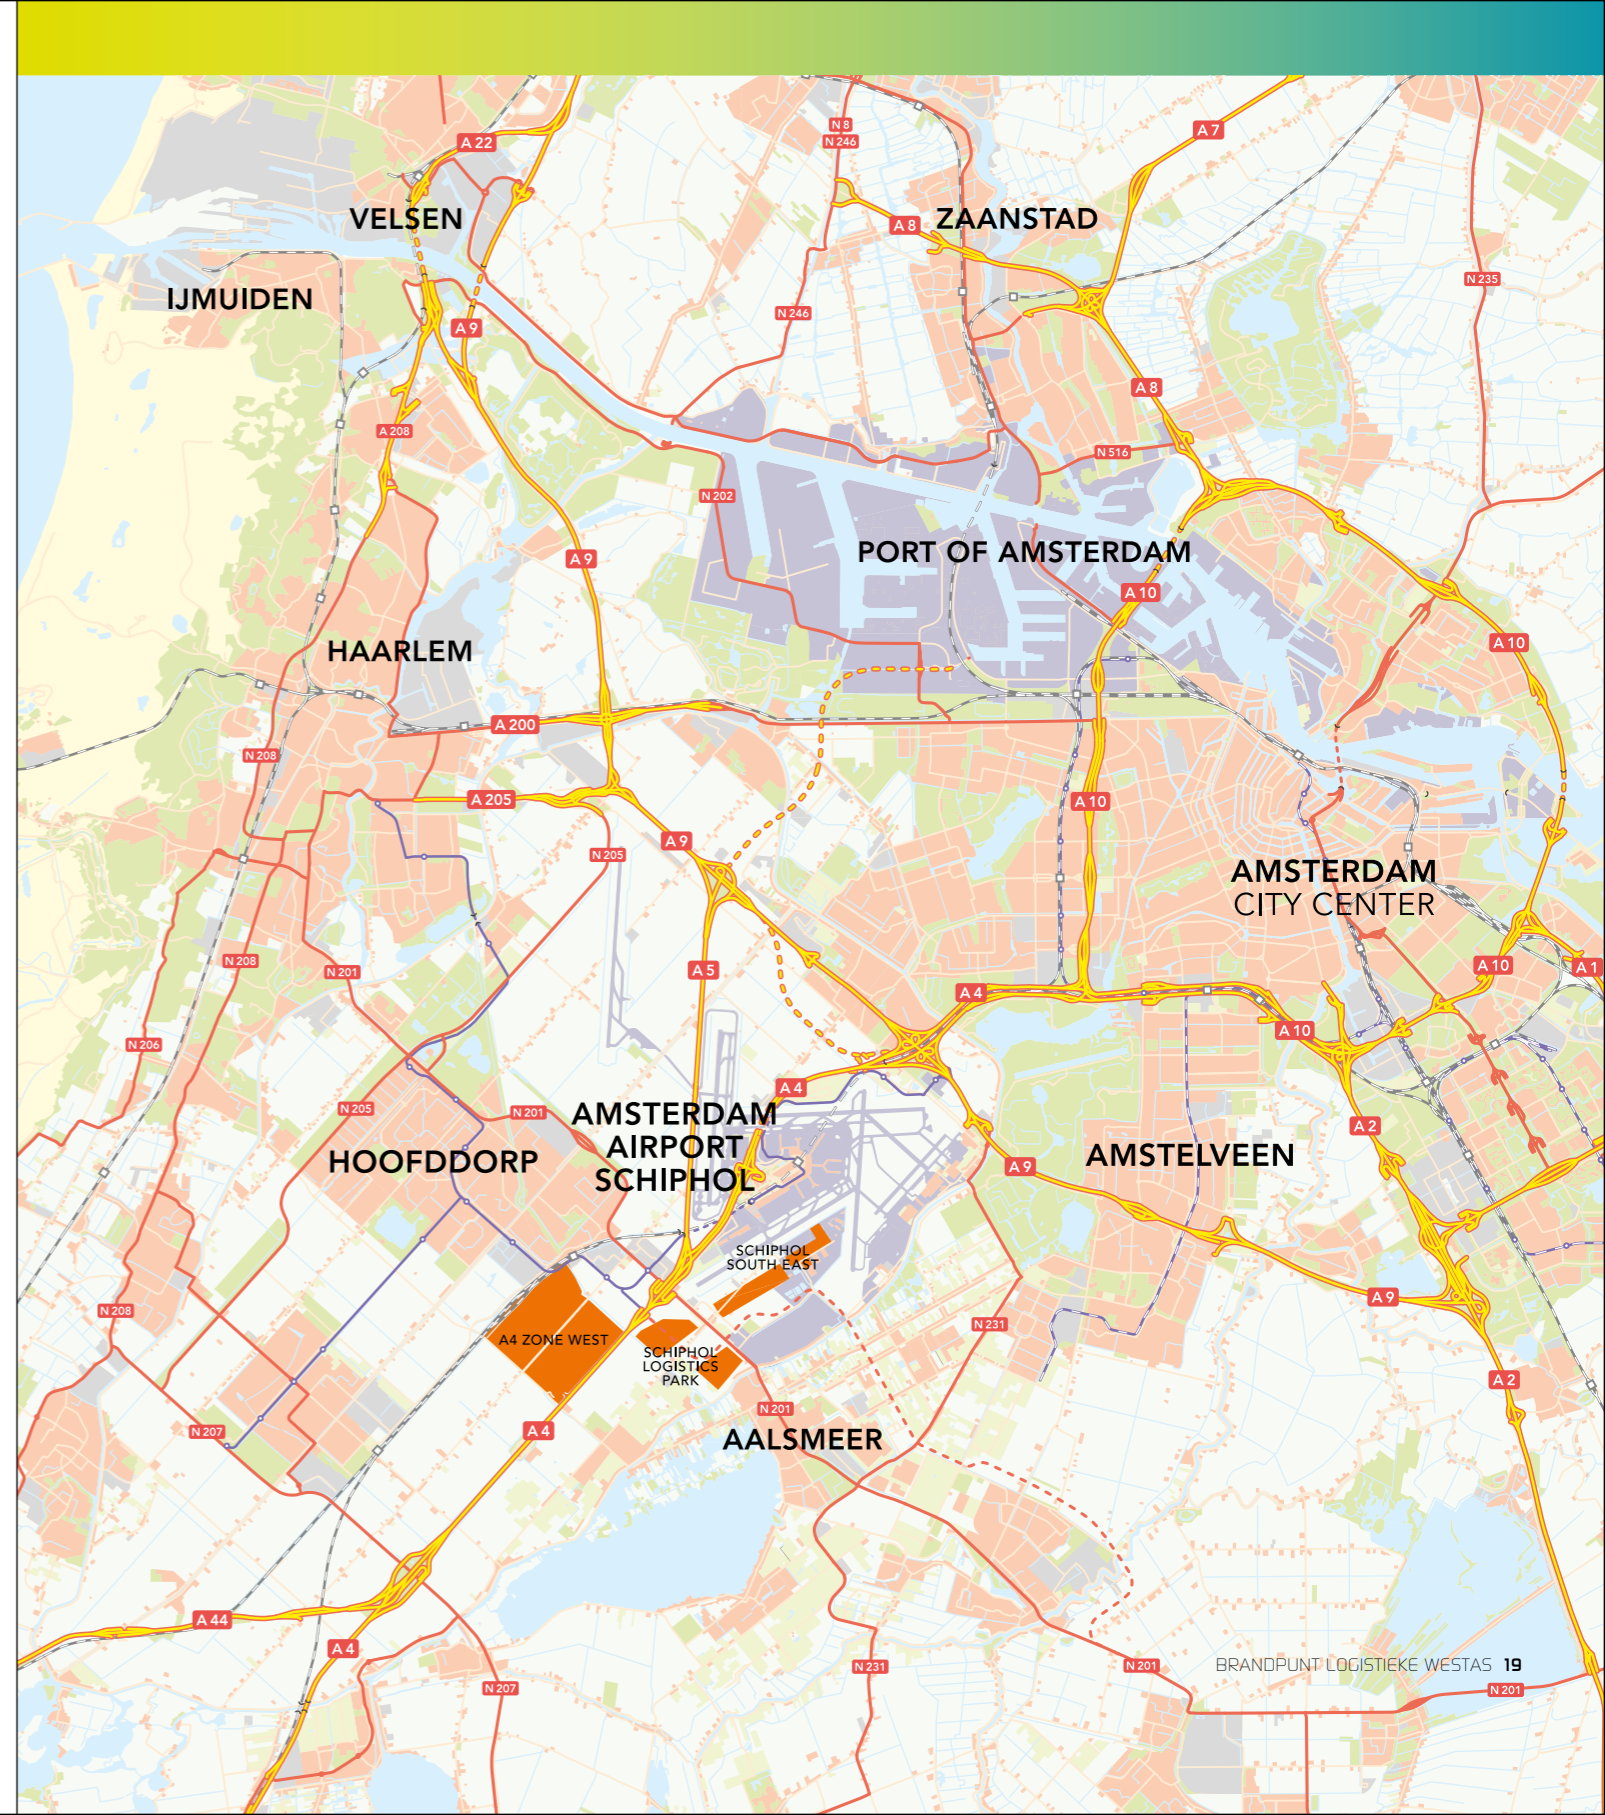 A 22
N 8
N 246
A 7
VELSEN
A 8
ZAANSTAD
IJMUIDEN
N 235
A 9
N 246
A 8
A 208
N 516
N 202
A 9
PORT OF AMSTERDAM
A 10
HAARLEM
A 10
A 200
N 208
A 205
A 10
A 9
N 205
AMSTERDAM
CITY CENTER
N 208
N 201
A 5
A 10
A 1
A 4
A 10
N 206
A 4
N 205
N 201
AMSTERDAM
AIRPORT
SCHIPHOL
A 2
HOOFDDORP
A 9
AMSTELVEEN
SCHIPHOL
SOUTH EAST
A 9
N 208
N 231
A4 ZONE WEST
SCHIPHOL
LOGISTICS
PARK
A 2
N 201
N 207
A 4
AALSMEER
A 44
A 4
N 231
N 201
BRANDPUNT LOGISTIEKE WESTAS 19
N 207
N 201